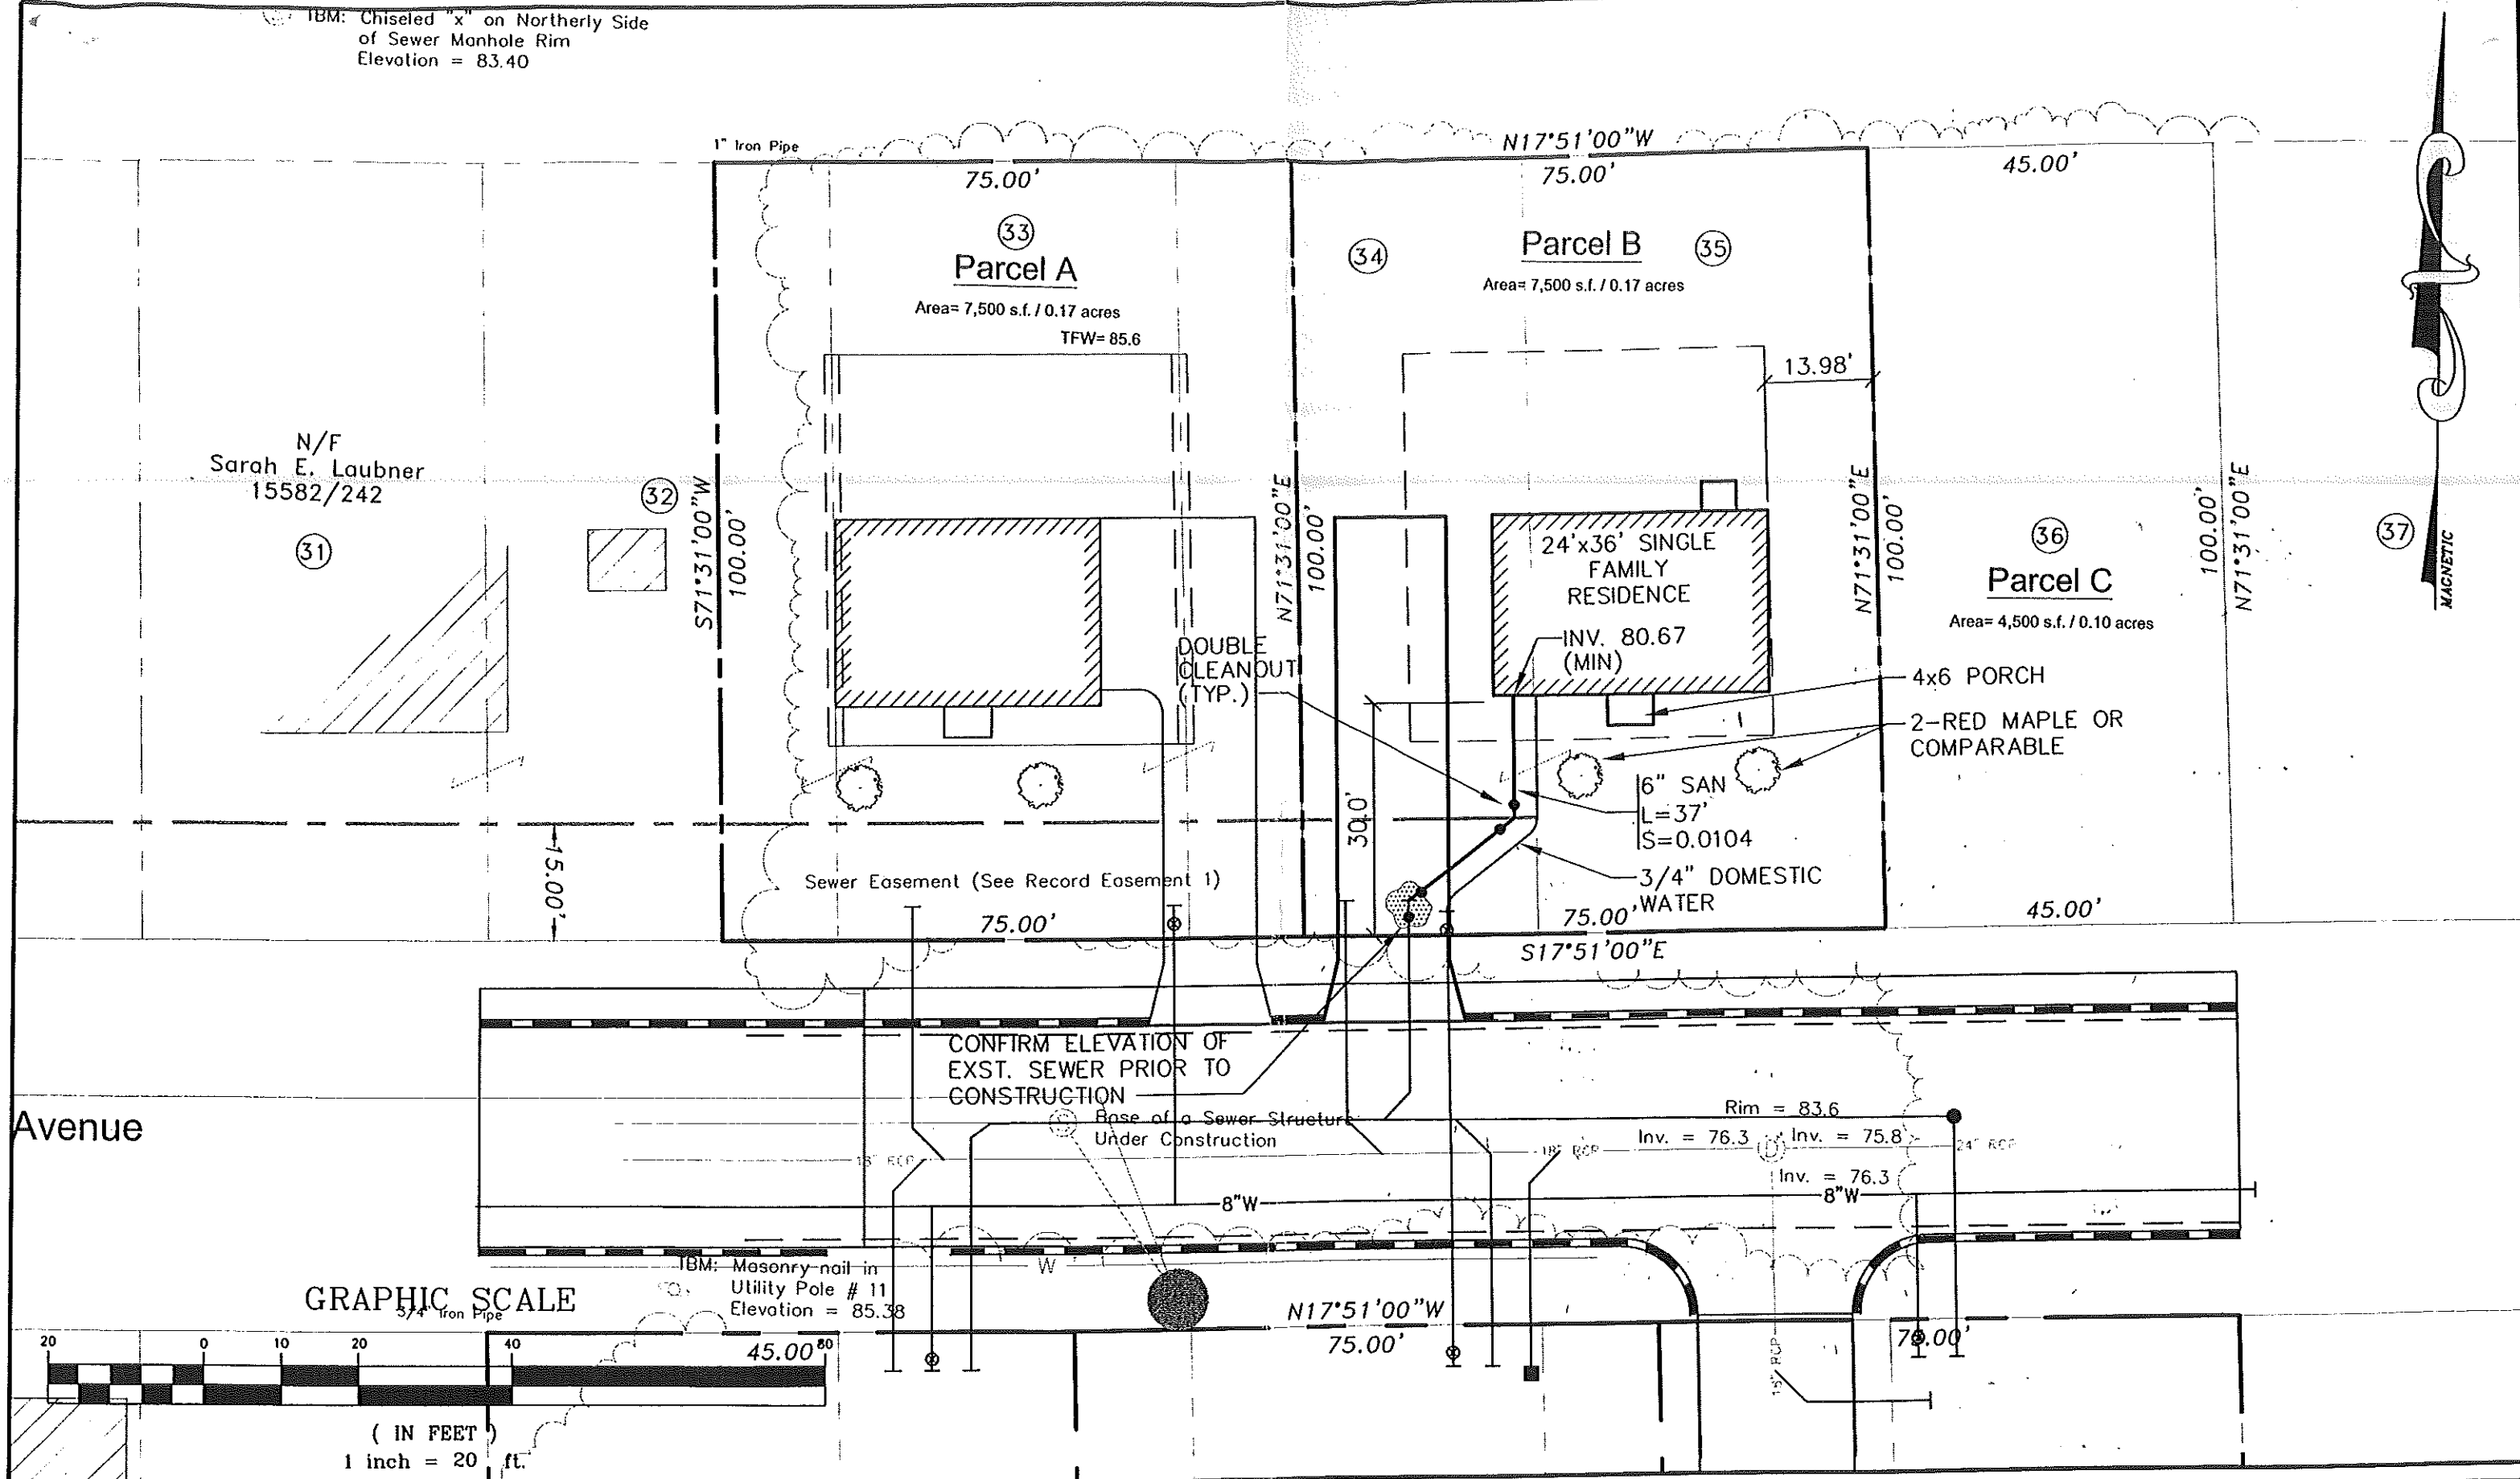 TBM: Chiseled "x" on Northerly Side
of Sewer Manhole Rim
Elevation = 83.40
1" Iron Pipe
N17°51'00"W
75.00'
75.00'
45.00'
33
Parcel A
Area= 7,500 s.f. / 0.17 acres
TFW= 85.6
34
Parcel B
35
Area= 7,500 s.f. / 0.17 acres
13.98'
N/F
Sarah E. Laubner
15582/242
31
32
S71°31'00"W
100.00'
N71°31'00"E
100.00'
24'x36' SINGLE
FAMILY
RESIDENCE
INV. 80.67
(MIN)
N71°31'00"E
100.00'
36
Parcel C
Area= 4,500 s.f. / 0.10 acres
100.00'
N71°31'00"E
37
MAGNETIC
DOUBLE
CLEANOUT
(TYP.)
4x6 PORCH
2-RED MAPLE OR
COMPARABLE
6" SAN
L=37'
S=0.0104
30.0'
15.00'
3/4" DOMESTIC
WATER
Sewer Easement (See Record Easement 1)
75.00'
75.00'
45.00'
S17°51'00"E
CONFIRM ELEVATION OF
EXST. SEWER PRIOR TO
CONSTRUCTION
Base of a Sewer Structure
Under Construction
Avenue
Rim = 83.6
Inv. = 76.3
D
Inv. = 75.8
Inv. = 76.3
18" RCP
18" RCP
24" RCP
8"W
8"W
TBM: Masonry nail in
Utility Pole # 11
Elevation = 85.38
W
GRAPHIC SCALE
3/4" Iron Pipe
N17°51'00"W
75.00'
45.00
20 0 10 20 40 80
( IN FEET )
1 inch = 20 ft.